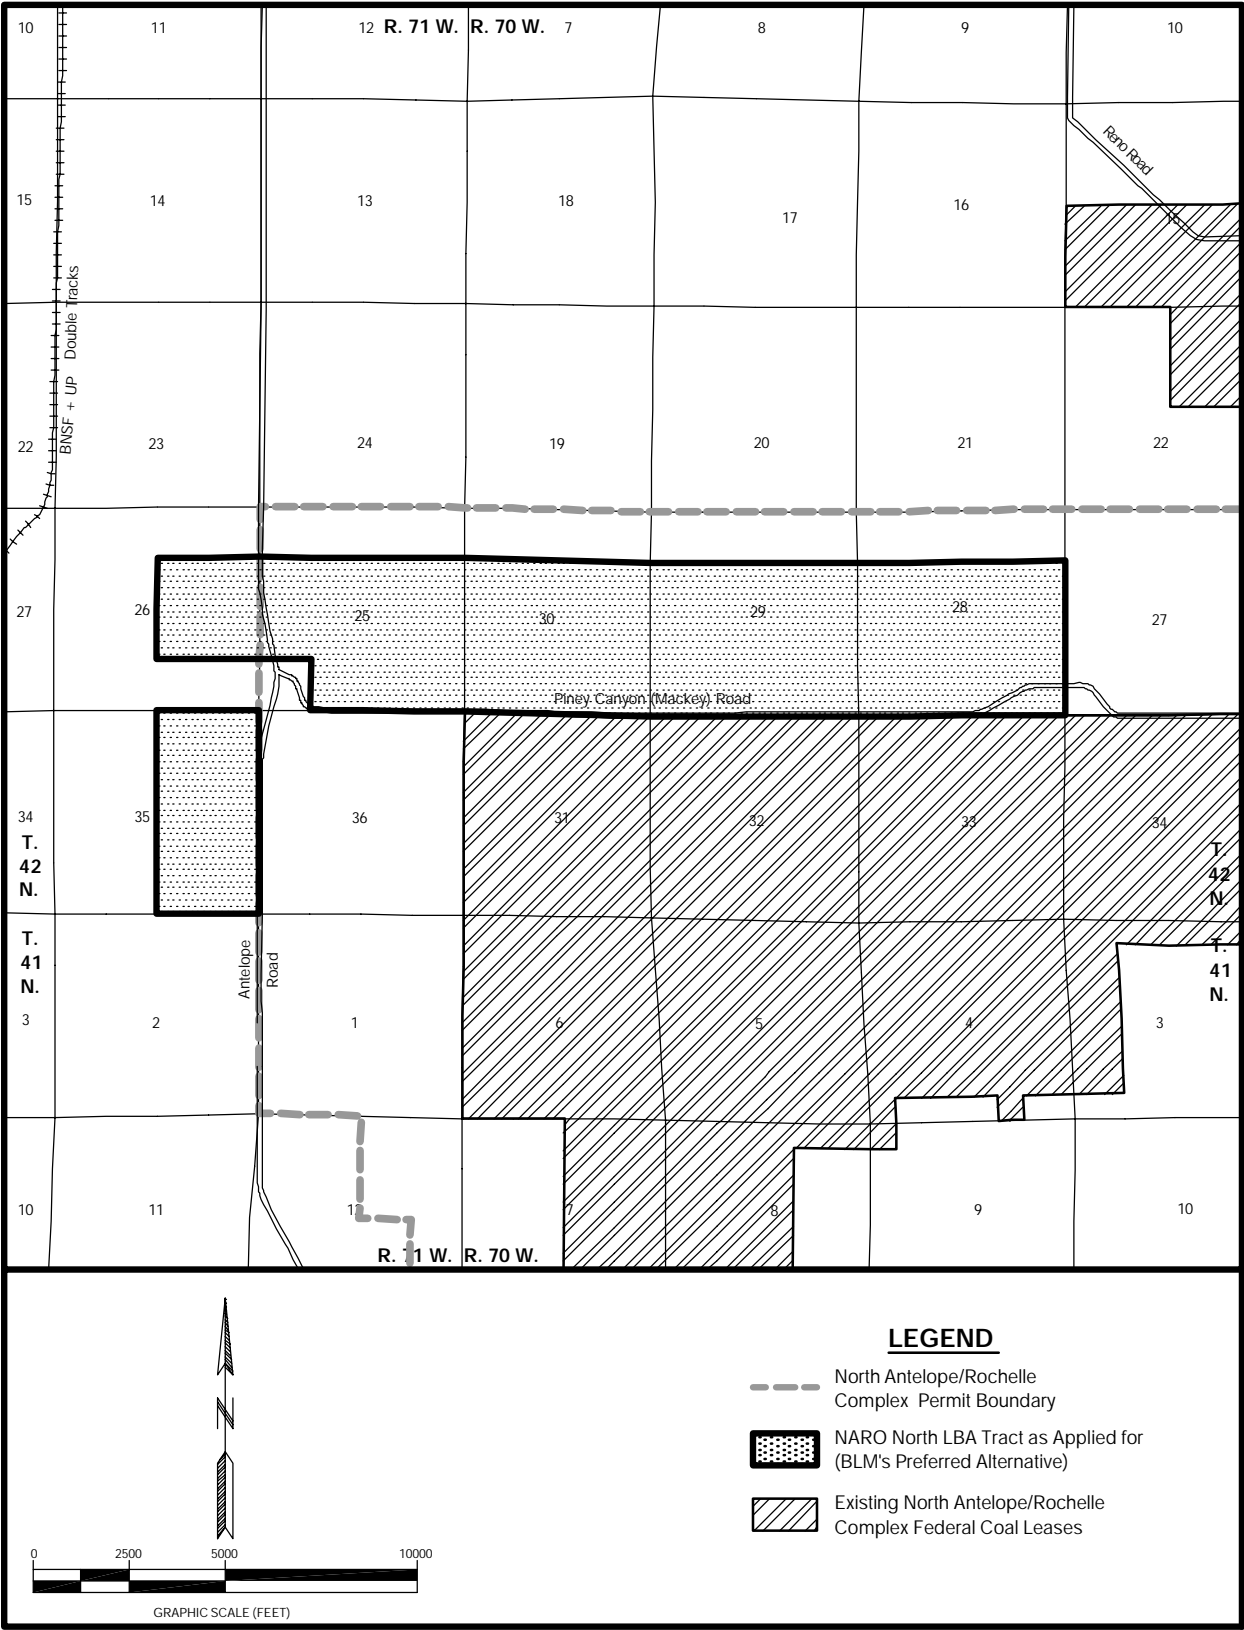 10 11 12 R. 71 W. R. 70 W. 7 8 9 10
Reno Road
15 14 13 18 17 16 15
BNSF + UP Double Tracks
22 23 24 19 20 21 22
27 26 25 30 29 28 27
Piney Canyon (Mackey) Road
34 35 36 31 32 33 34
T.
42
N.
T.
42
N.
T.
41
N.
T.
41
N.
Antelope
Road
3 2 1 6 5 4 3
10 11 12 7 8 9 10
R. 71 W. R. 70 W.
N
LEGEND
North Antelope/Rochelle
Complex Permit Boundary
NARO North LBA Tract as Applied for
(BLM's Preferred Alternative)
Existing North Antelope/Rochelle
Complex Federal Coal Leases
0 2500 5000 10000
GRAPHIC SCALE (FEET)